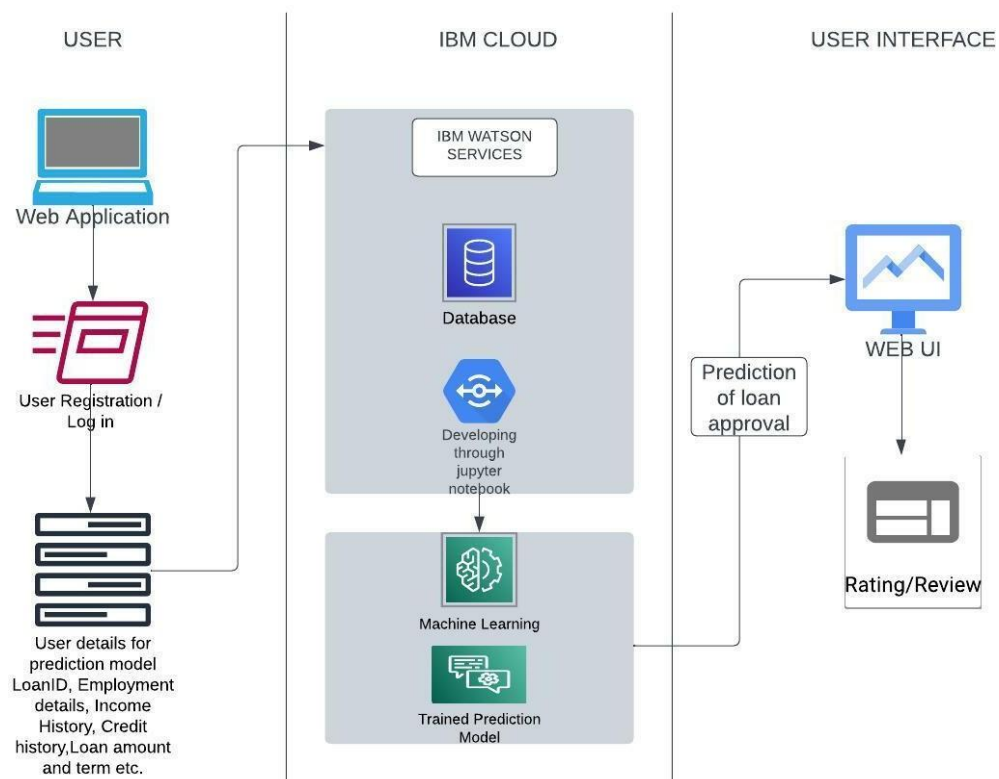 USER
Web Application
User Registration /
Log in
User details for
prediction model
LoanID, Employment
details, Income
History, Credit
history,Loan amount
and term etc.
IBM CLOUD
IBM WATSON
SERVICES
Database
Developing
through
jupyter
notebook
Machine Learning
Trained Prediction
Model
USER INTERFACE
Prediction
of loan
approval
WEB UI
Rating/Review